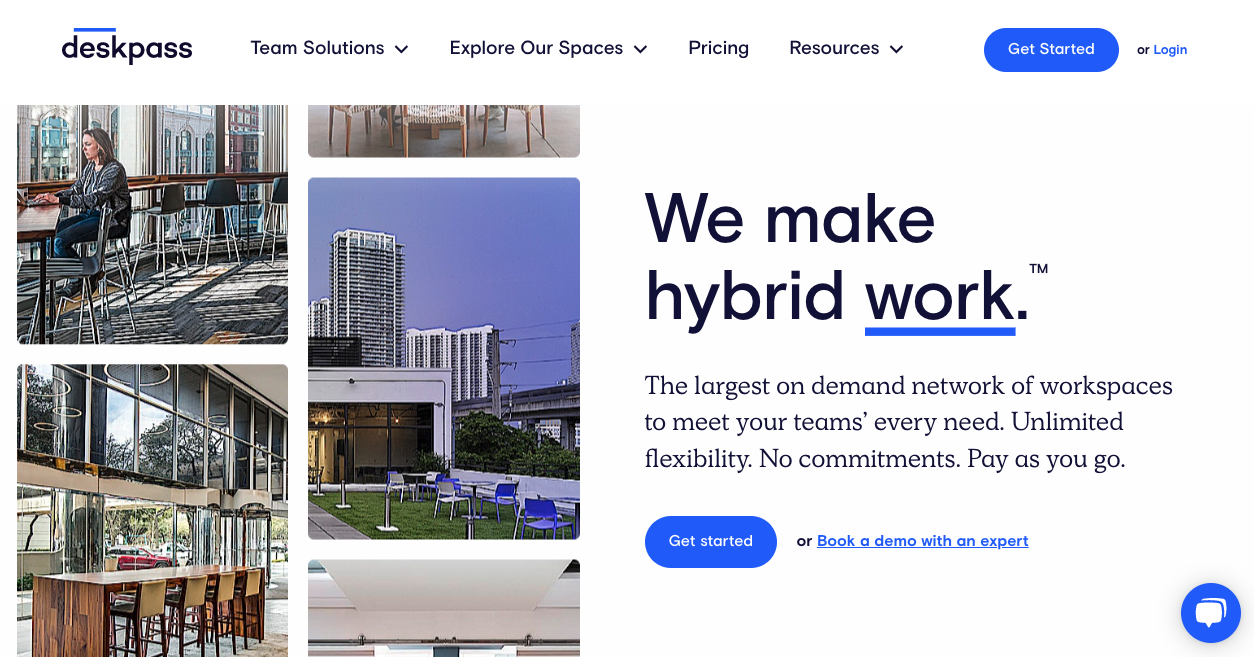 deskpass
Team Solutions
Explore Our Spaces
Pricing
Resources
Get Started
or Login
We make
hybrid work.™
The largest on demand network of workspaces
to meet your teams’ every need. Unlimited
flexibility. No commitments. Pay as you go.
Get started
or Book a demo with an expert